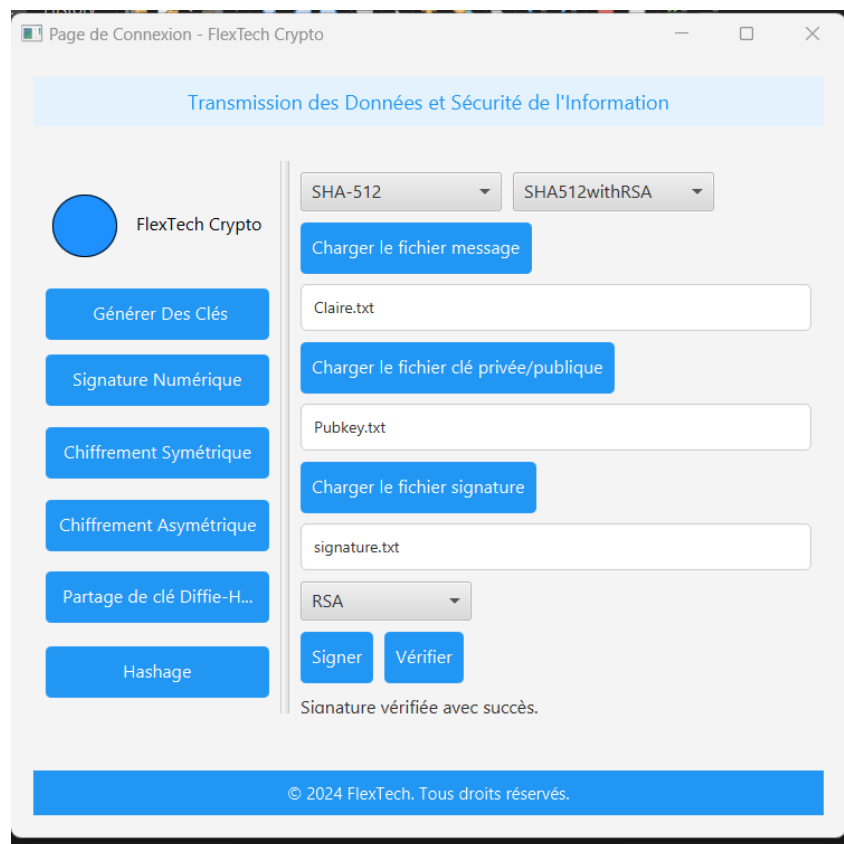 Page de Connexion - FlexTech Crypto
Transmission des Données et Sécurité de l'Information
FlexTech Crypto
Générer Des Clés
Signature Numérique
Chiffrement Symétrique
Chiffrement Asymétrique
Partage de clé Diffie-H...
Hashage
SHA-512 SHA512withRSA
Charger le fichier message
Claire.txt
Charger le fichier clé privée/publique
Pubkey.txt
Charger le fichier signature
signature.txt
RSA
Signer Vérifier
Signature vérifiée avec succès.
© 2024 FlexTech. Tous droits réservés.